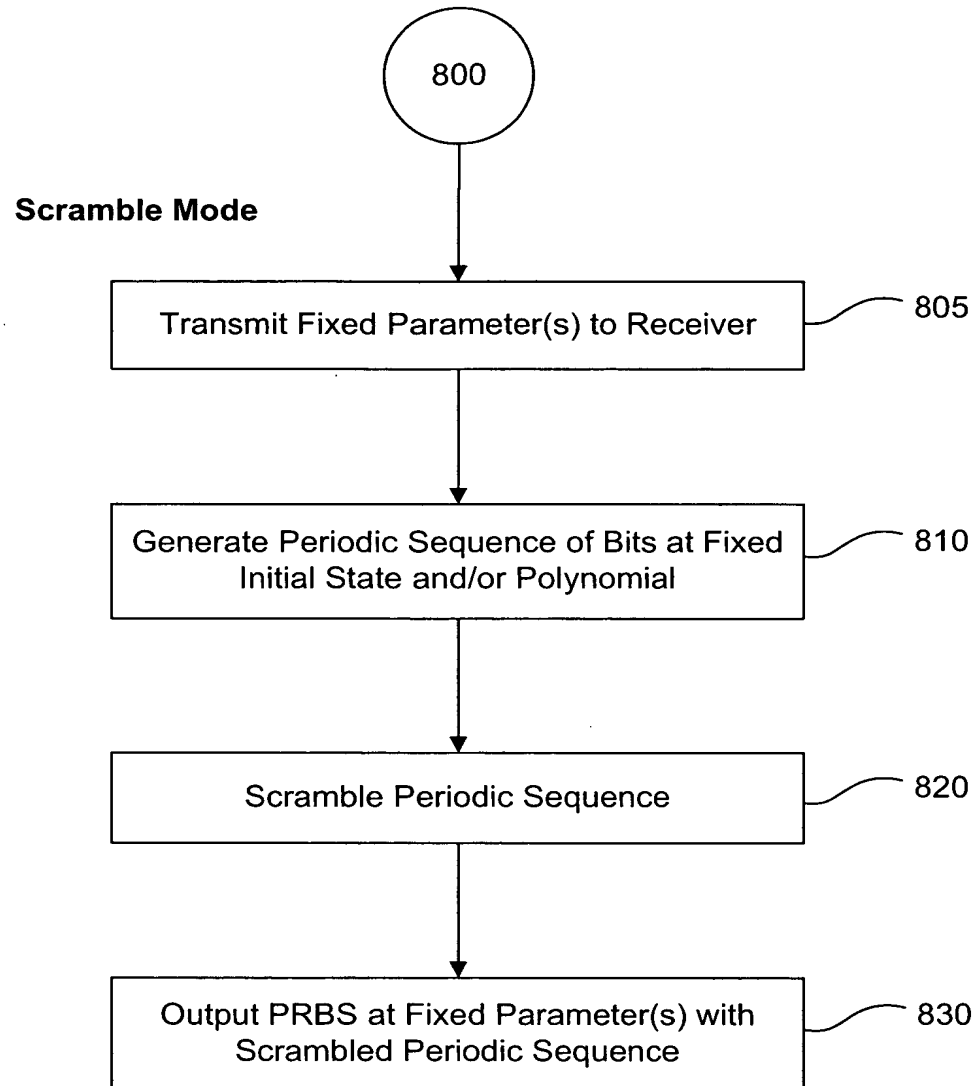 800
Scramble Mode
Transmit Fixed Parameter(s) to Receiver
805
Generate Periodic Sequence of Bits at Fixed
Initial State and/or Polynomial
810
Scramble Periodic Sequence
820
Output PRBS at Fixed Parameter(s) with
Scrambled Periodic Sequence
830